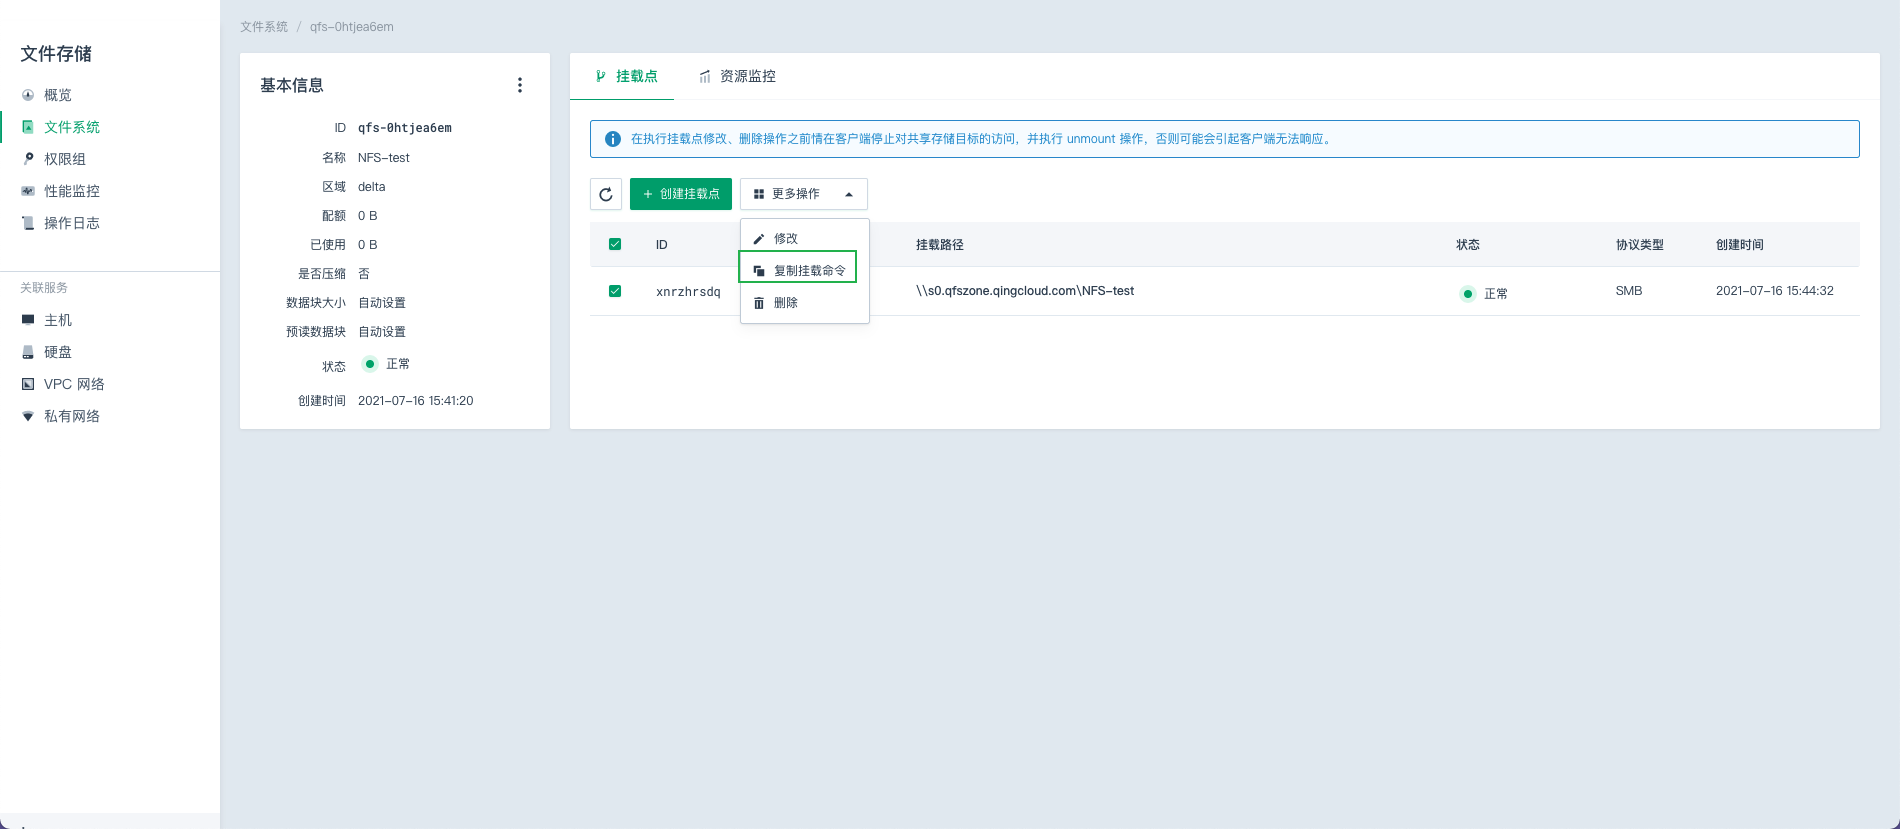 文件存储
概览
文件系统
权限组
性能监控
操作日志
关联服务
主机
硬盘
VPC 网络
私有网络
文件系统 / qfs-0htjea6em
基本信息
ID qfs-0htjea6em
名称 NFS-test
区域 delta
配额 0 B
已使用 0 B
是否压缩 否
数据块大小 自动设置
预读数据块 自动设置
状态 正常
创建时间 2021-07-16 15:41:20
挂载点 资源监控
在执行挂载点修改、删除操作之前情在客户端停止对共享存储目标的访问，并执行 unmount 操作，否则可能会引起客户端无法响应。
+ 创建挂载点 更多操作
修改
复制挂载命令
删除
ID 挂载路径 状态 协议类型 创建时间
xnrzhrsdq \\s0.qfszone.qingcloud.com\NFS-test 正常 SMB 2021-07-16 15:44:32